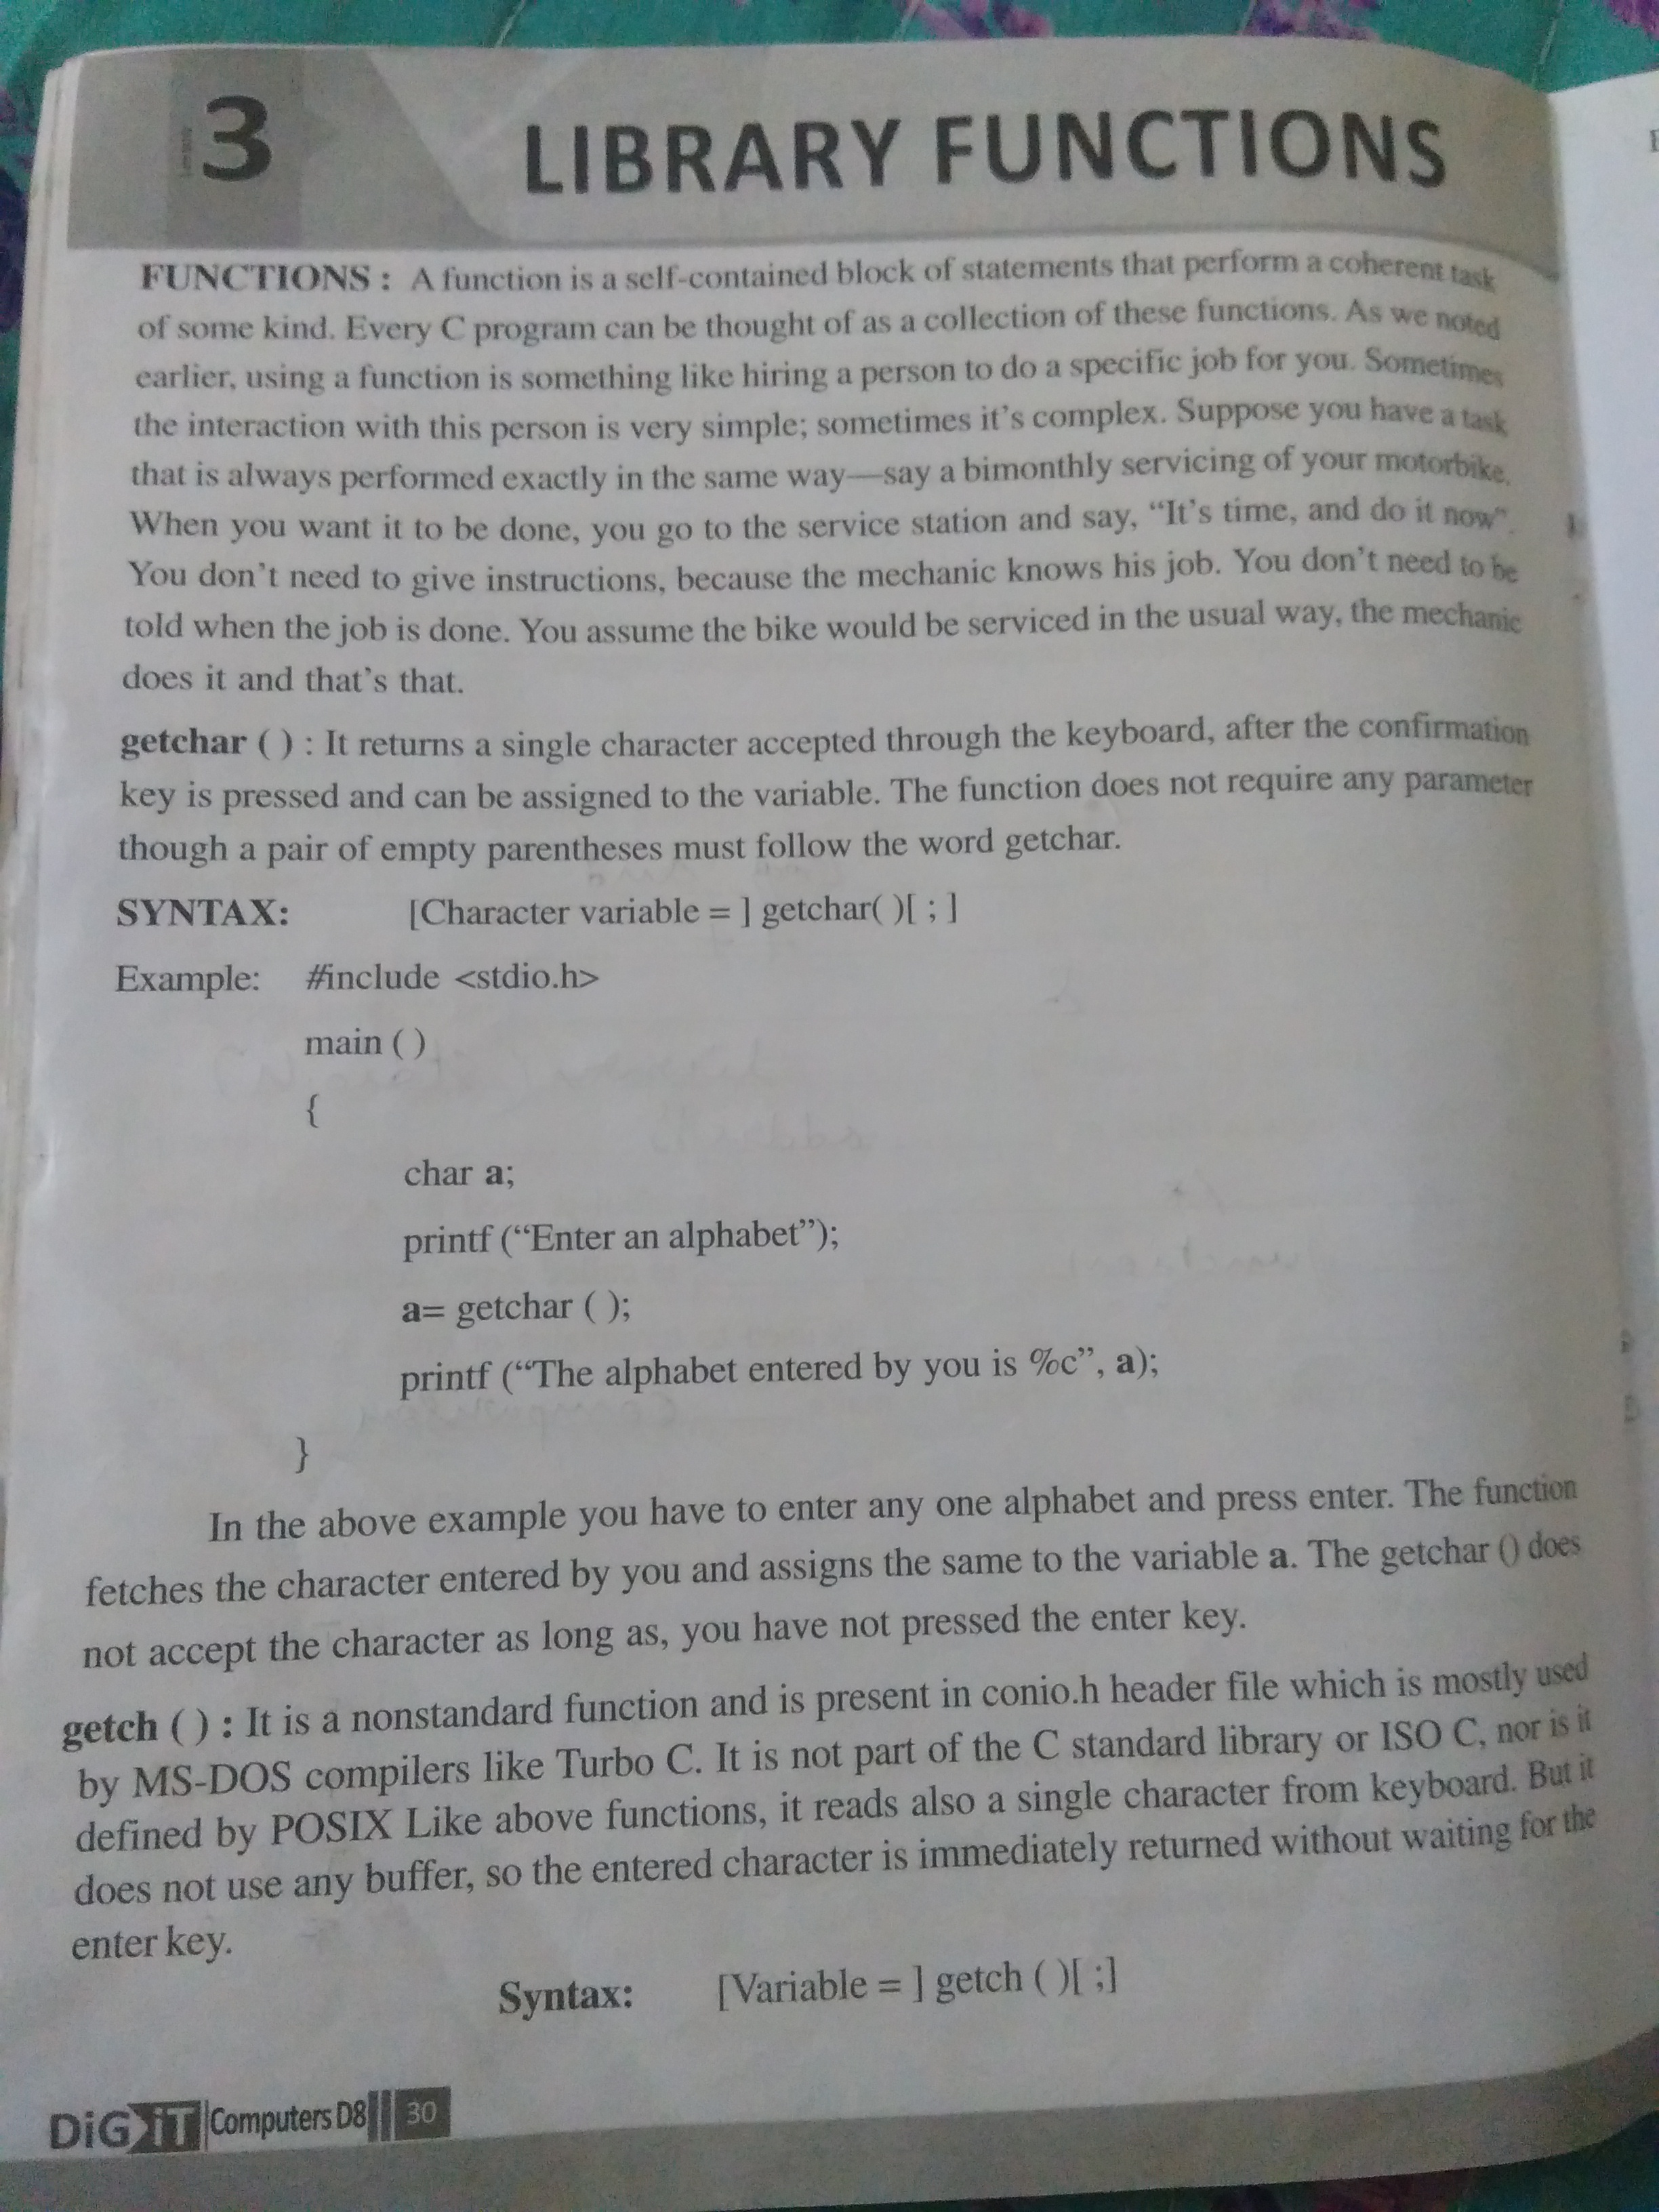 3
LIBRARY FUNCTIONS
FUNCTIONS : A function is a self-contained block of statements that perform a coherent task
of some kind. Every C program can be thought of as a collection of these functions. As we noted
earlier, using a function is something like hiring a person to do a specific job for you. Sometimes
the interaction with this person is very simple; sometimes it's complex. Suppose you have a task
that is always performed exactly in the same way—say a bimonthly servicing of your motorbike.
When you want it to be done, you go to the service station and say, “It's time, and do it now”.
You don't need to give instructions, because the mechanic knows his job. You don't need to be
told when the job is done. You assume the bike would be serviced in the usual way, the mechanic
does it and that's that.
getchar ( ) : It returns a single character accepted through the keyboard, after the confirmation
key is pressed and can be assigned to the variable. The function does not require any parameter
though a pair of empty parentheses must follow the word getchar.
SYNTAX: [Character variable = ] getchar( )[ ; ]
Example: #include <stdio.h>
main ( )
{
char a;
printf (“Enter an alphabet”);
a= getchar ( );
printf (“The alphabet entered by you is %c”, a);
}
In the above example you have to enter any one alphabet and press enter. The function
fetches the character entered by you and assigns the same to the variable a. The getchar () does
not accept the character as long as, you have not pressed the enter key.
getch ( ) : It is a nonstandard function and is present in conio.h header file which is mostly used
by MS-DOS compilers like Turbo C. It is not part of the C standard library or ISO C, nor is it
defined by POSIX Like above functions, it reads also a single character from keyboard. But it
does not use any buffer, so the entered character is immediately returned without waiting for the
enter key.
Syntax: [Variable = ] getch ( )[ ;]
DiGiT Computers D8 30